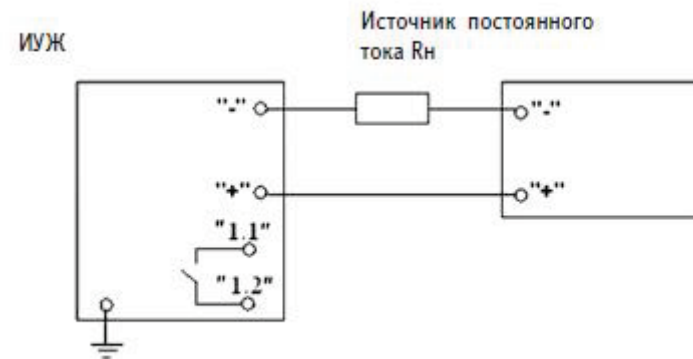 ИУЖ
Источник постоянного
тока Rн
"-"
"-"
"+"
"+"
"1.1"
"1.2"